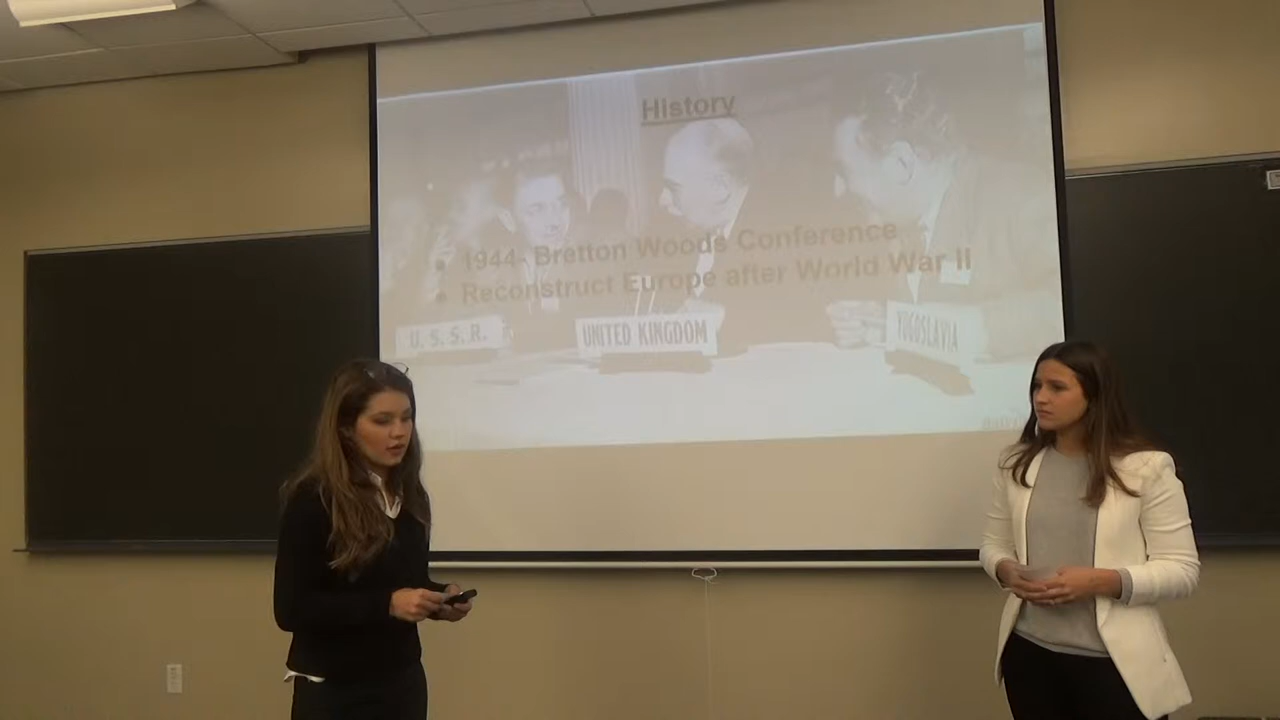 History
• 1944- Bretton Woods Conference
• Reconstruct Europe after World War II
U. S. S. R.
UNITED KINGDOM
YUGOSLAVIA